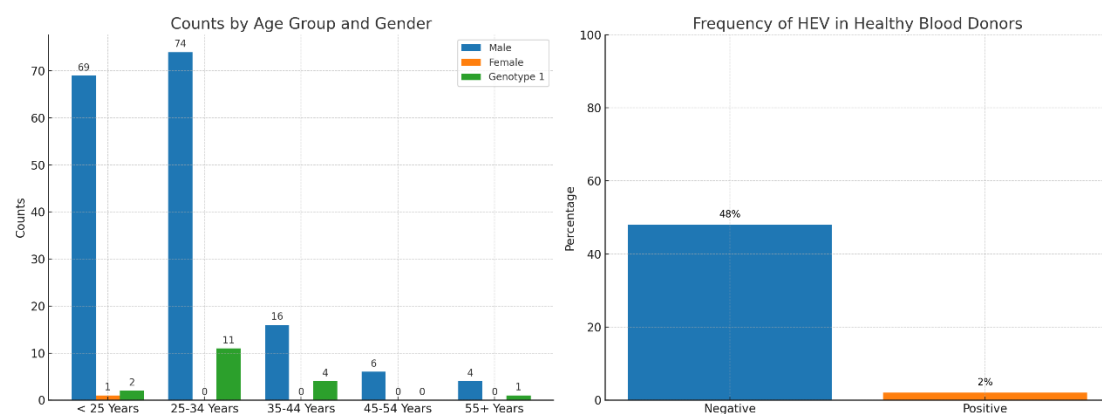 Counts by Age Group and Gender
74
70
69
60
50
40
30
20
10
0
Counts
Male
Female
Genotype 1
1
2
0
11
16
0
4
6
0
0
4
0
1
< 25 Years
25-34 Years
35-44 Years
45-54 Years
55+ Years
Frequency of HEV in Healthy Blood Donors
100
80
60
40
20
0
Percentage
48%
2%
Negative
Positive